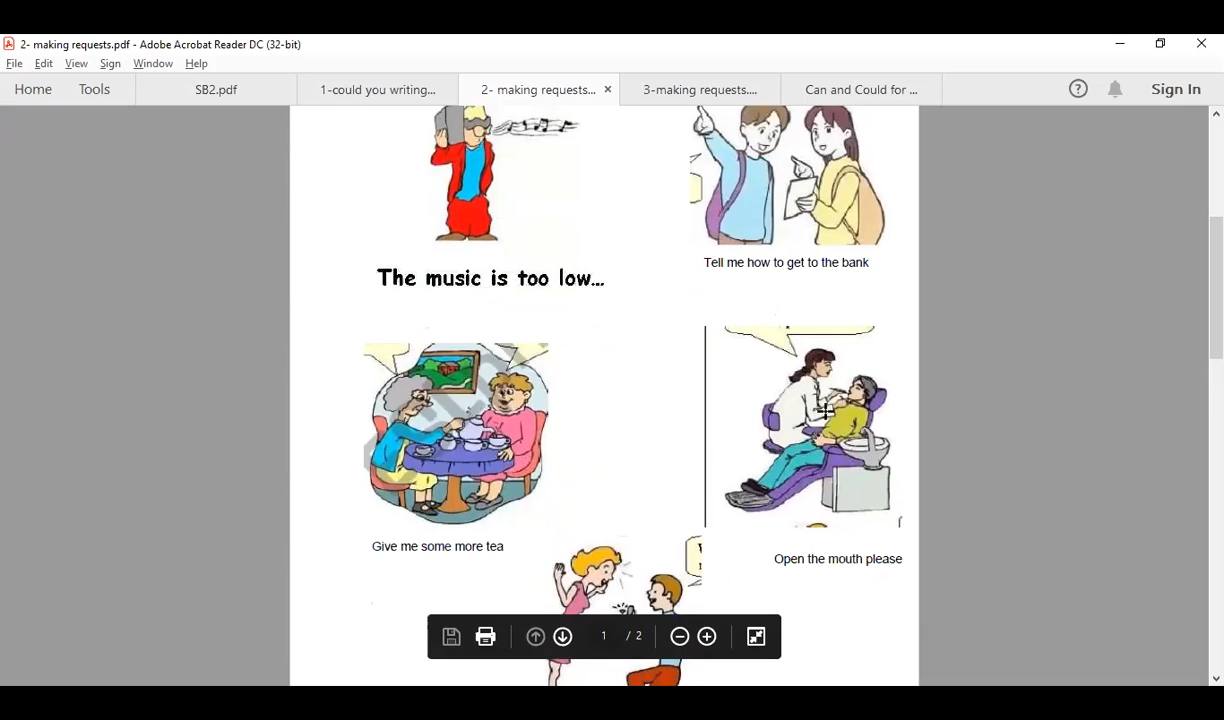 2- making requests.pdf - Adobe Acrobat Reader DC (32-bit)
File Edit View Sign Window Help
Home Tools SB2.pdf 1-could you writing... 2- making requests... × 3-making requests.... Can and Could for ... Sign In
Tell me how to get to the bank
The music is too low...
Give me some more tea
Open the mouth please
1 / 2